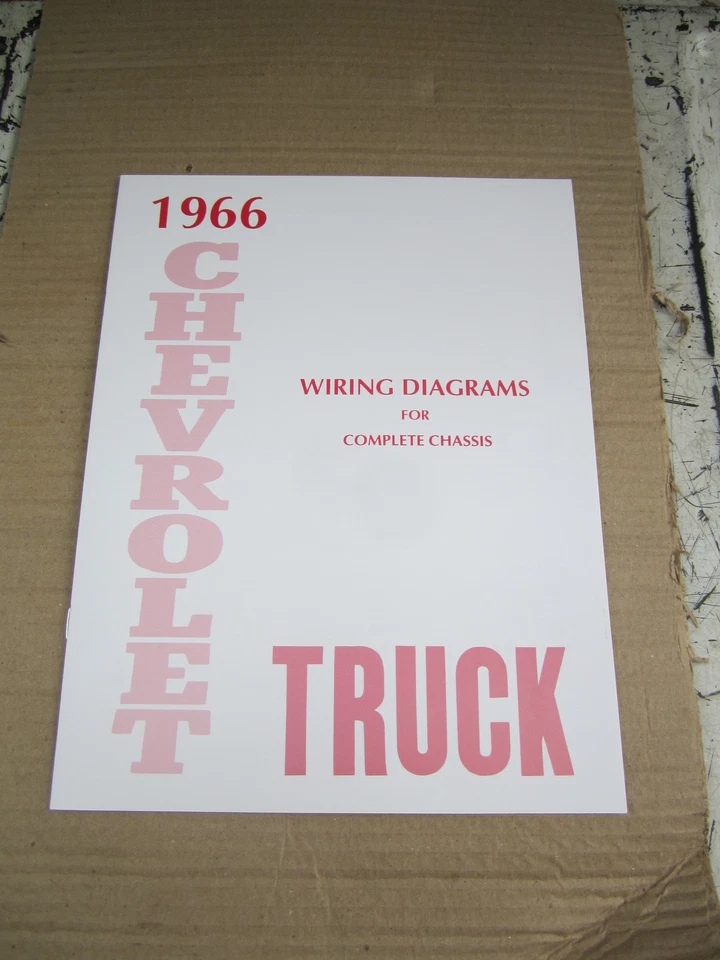 1966
CHEVROLET
WIRING DIAGRAMS
FOR
COMPLETE CHASSIS
TRUCK